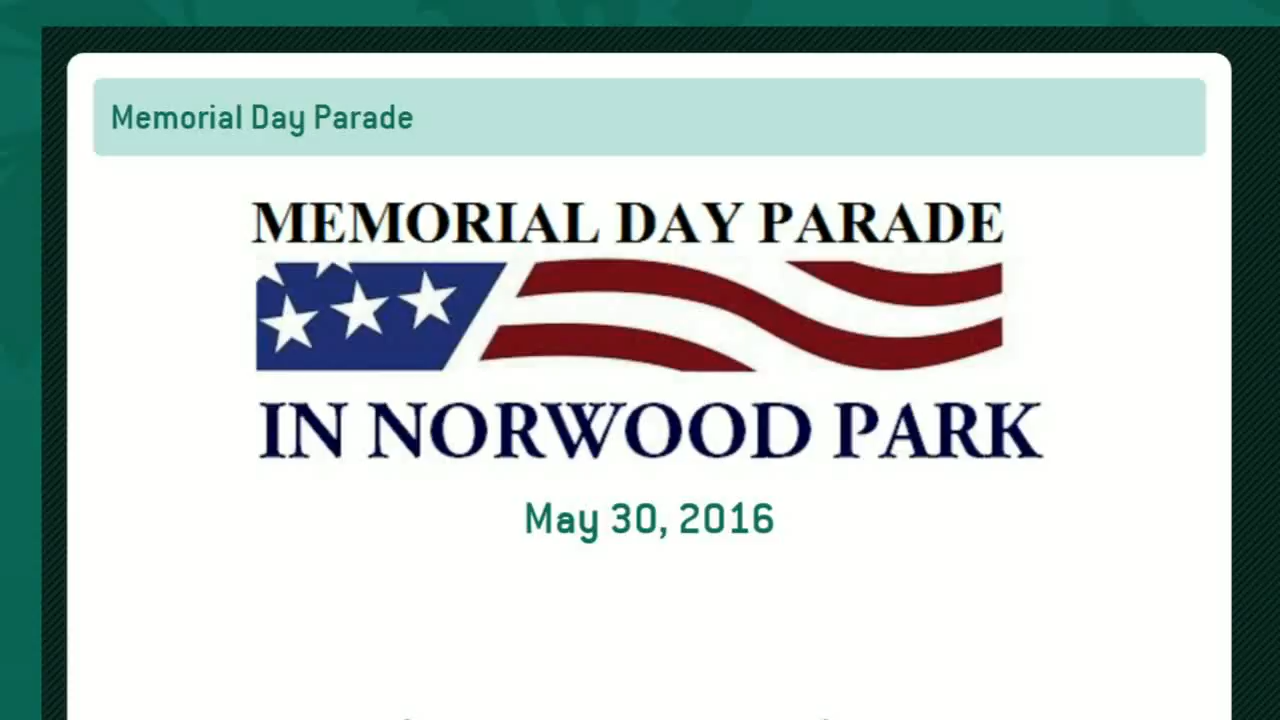 Memorial Day Parade
MEMORIAL DAY PARADE
IN NORWOOD PARK
May 30, 2016